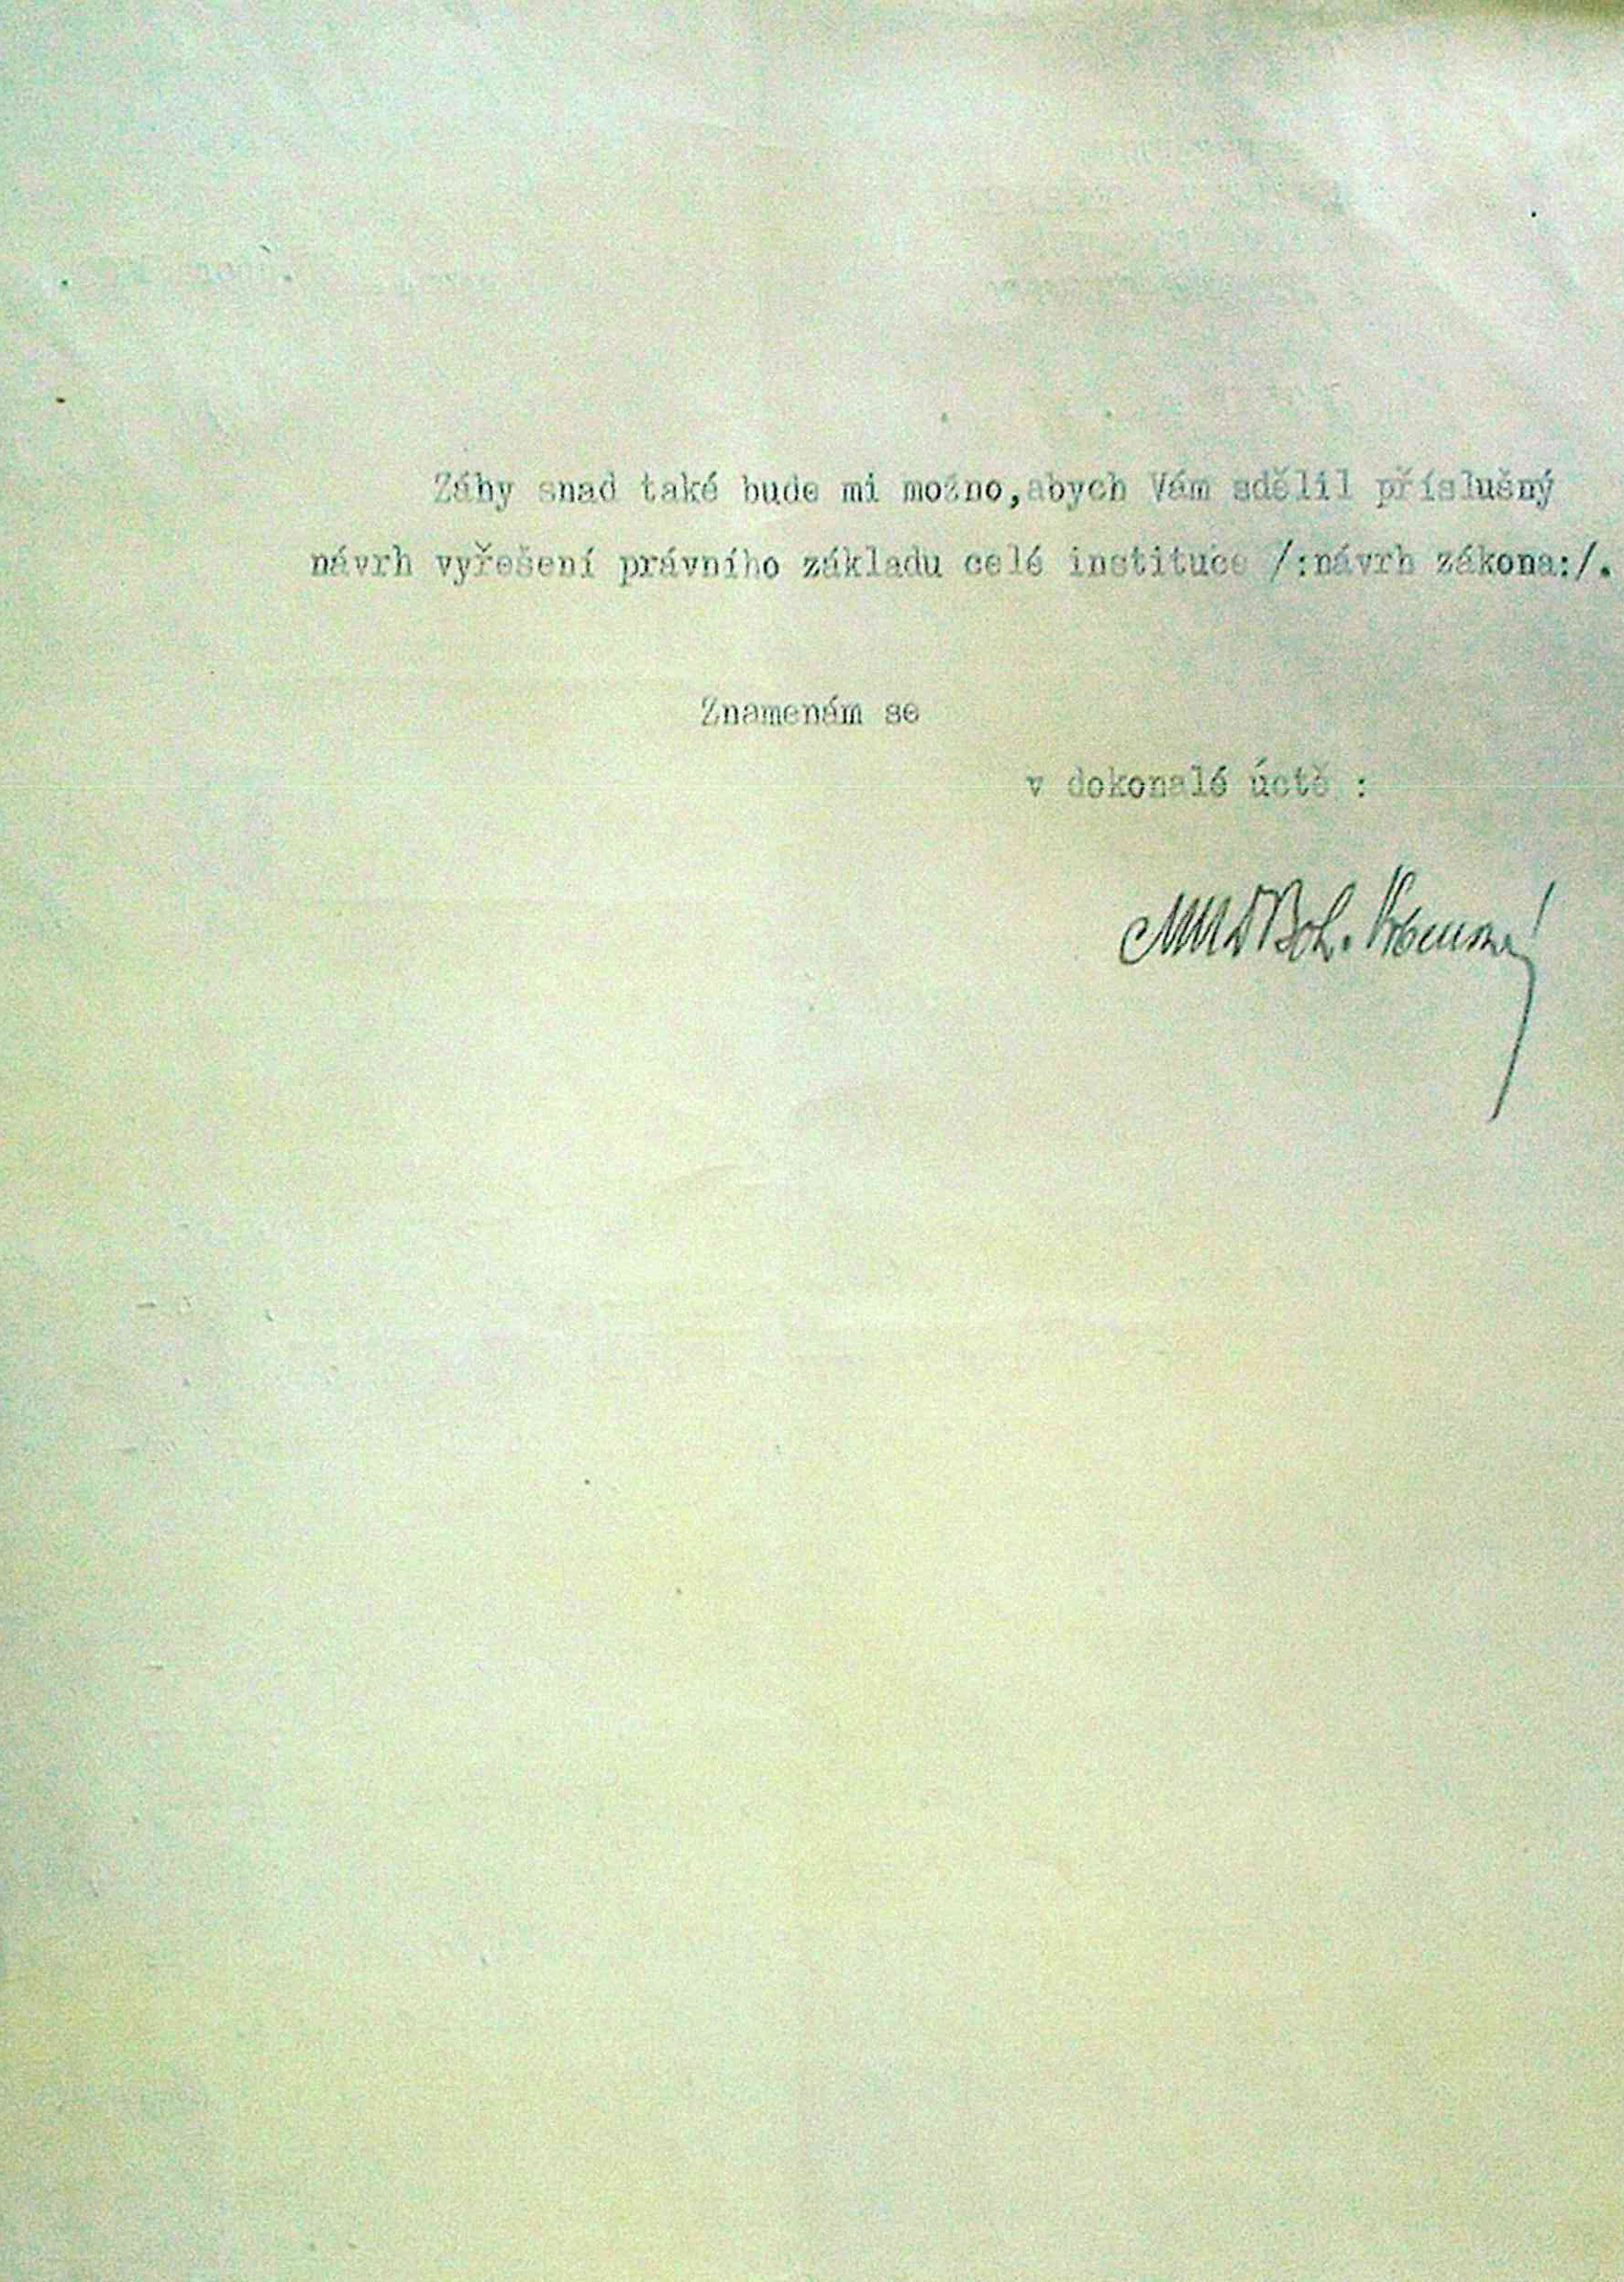 Záhy snad také bude mi možno,abych Vám sdělil příslušný
návrh vyřešení právního základu celé instituce /:návrh zákona:/.
Znamenám se
v dokonalé úctě :
MUDr Boh.